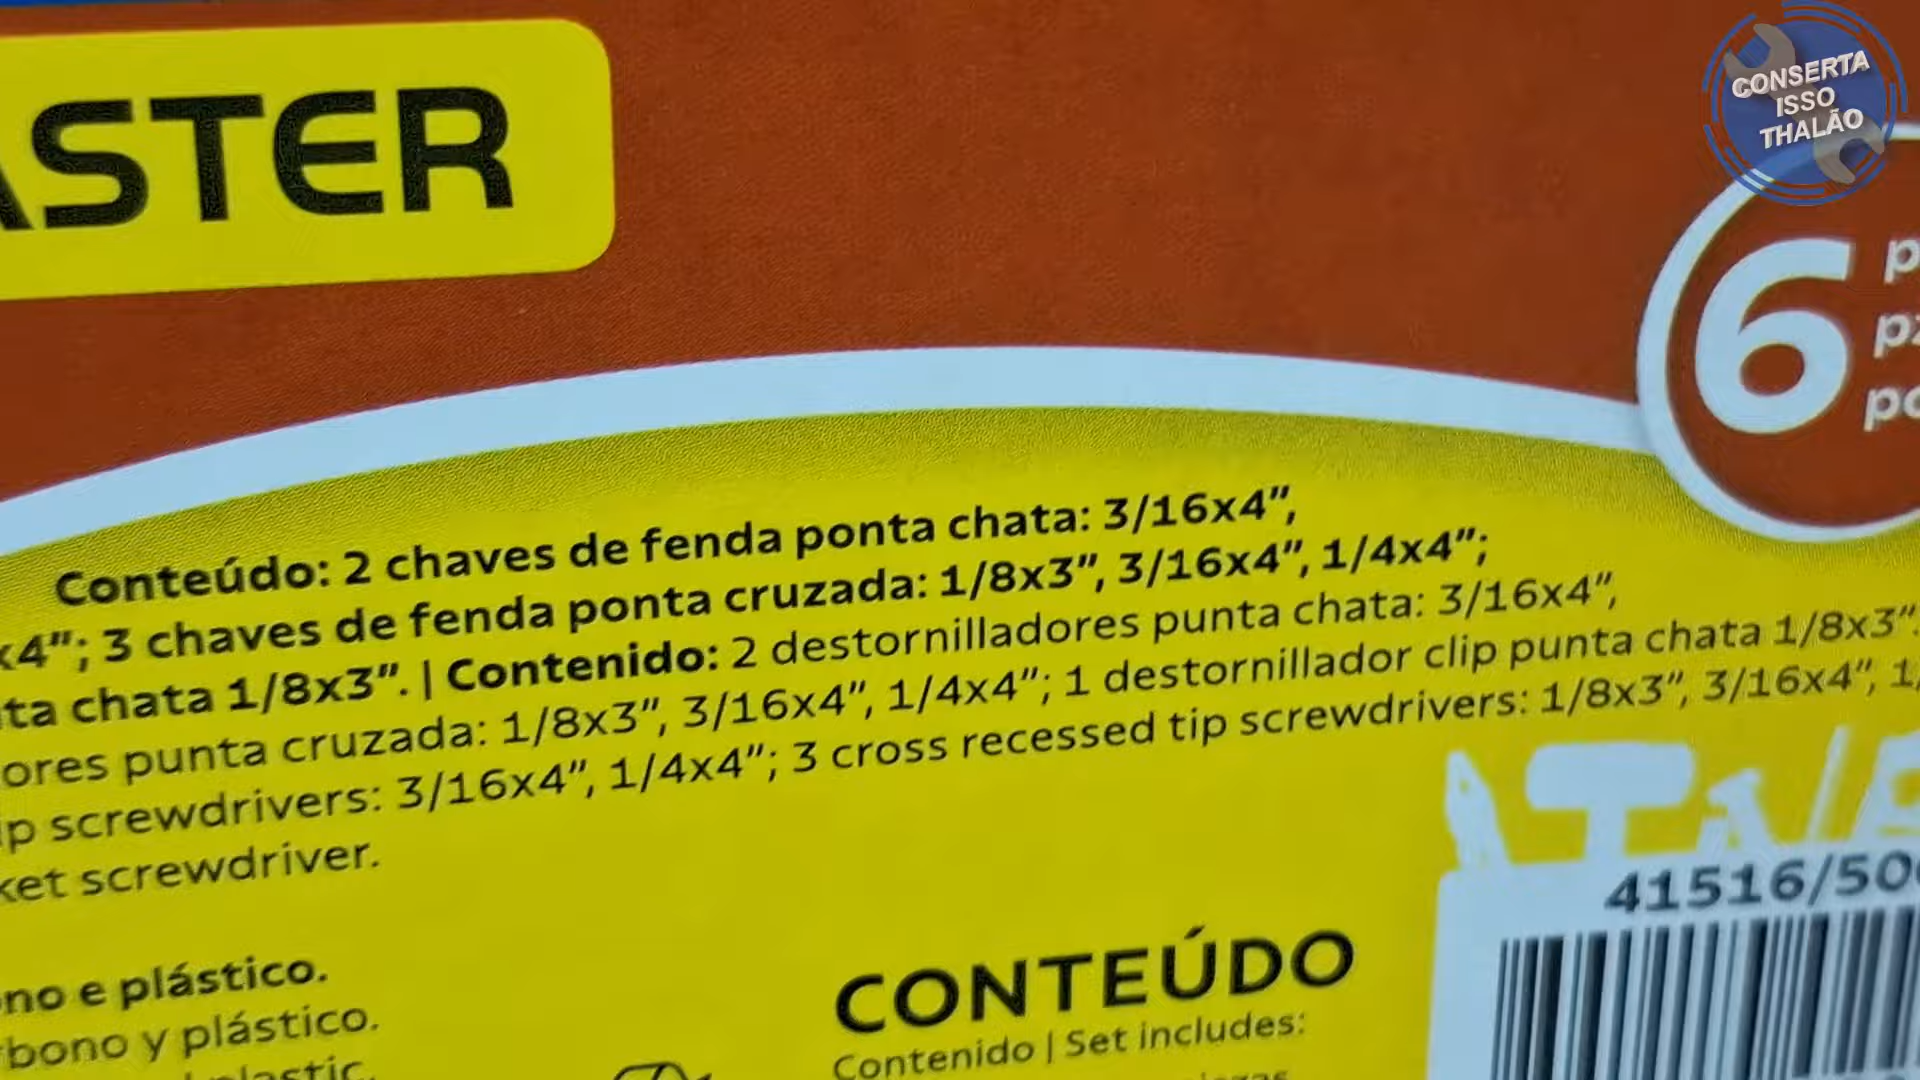 ASTER
CONSERTA
ISSO
THALÃO
6
Conteúdo: 2 chaves de fenda ponta chata: 3/16x4”,
x4”; 3 chaves de fenda ponta cruzada: 1/8x3”, 3/16x4”, 1/4x4”;
ta chata 1/8x3”. | Contenido: 2 destornilladores punta chata: 3/16x4”,
ores punta cruzada: 1/8x3”, 3/16x4”, 1/4x4”; 1 destornillador clip punta chata 1/8x3”.
ip screwdrivers: 3/16x4”, 1/4x4”; 3 cross recessed tip screwdrivers: 1/8x3”, 3/16x4”, 1/
ket screwdriver.
41516/50
no e plástico.
bono y plástico.
plastic.
CONTEÚDO
Contenido | Set includes: